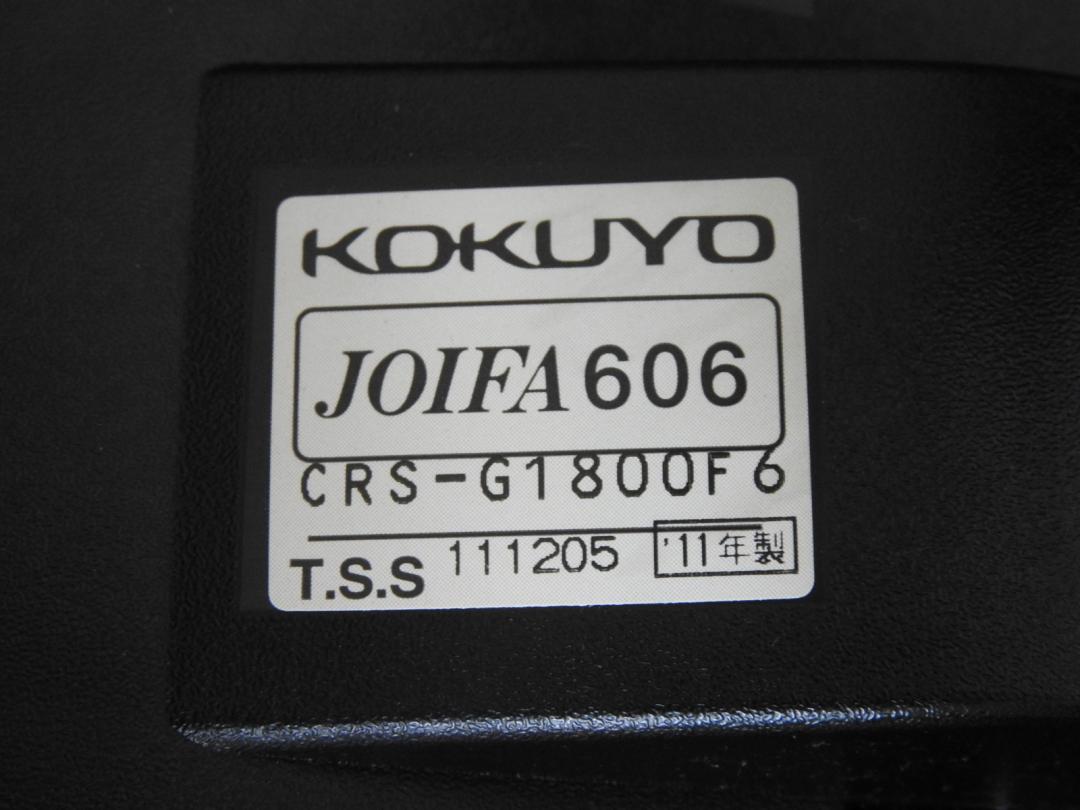 KOKUYO
JOIFA 606
CRS-G1800F6
T.S.S 111205 '11年製